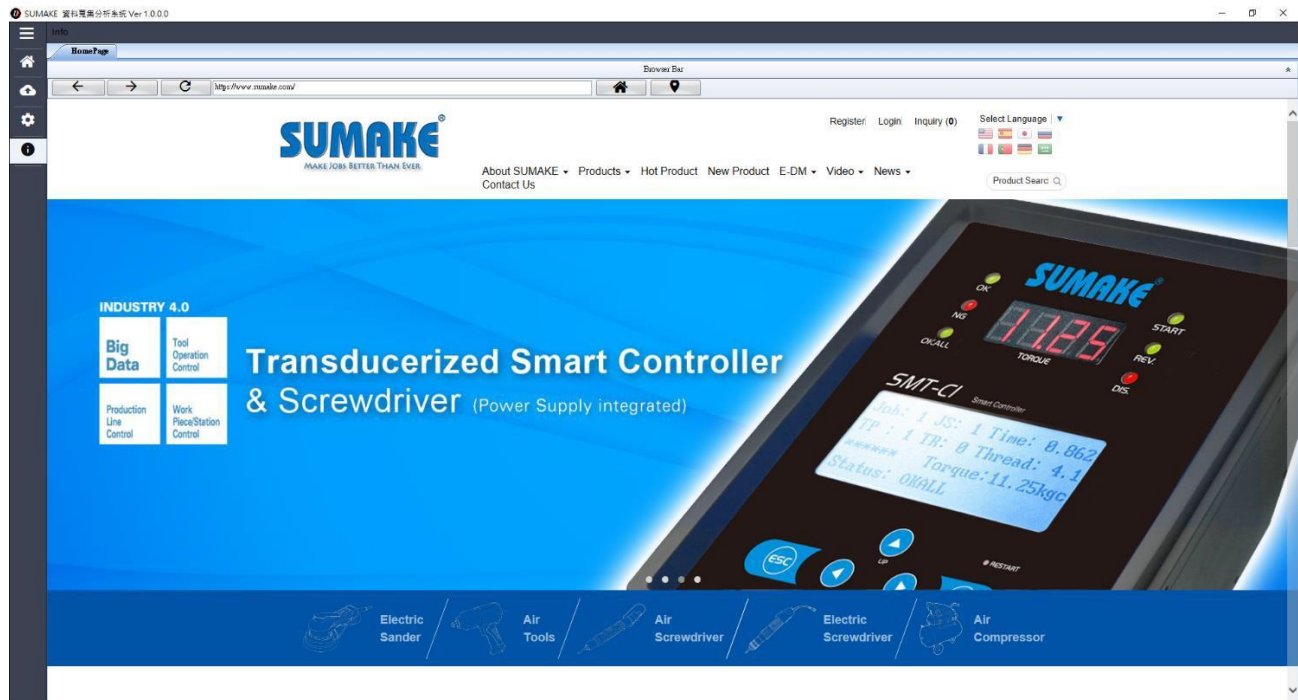 SUMAKE 資料蒐集分析系統 Ver 1.0.0.0
Info
HomePage
Browser Bar
https://www.sumake.com/
SUMAKE®
MAKE JOBS BETTER THAN EVER
Register Login Inquiry (0)
Select Language ▼
About SUMAKE Products Hot Product New Product E-DM Video News
Contact Us
Product Searc
INDUSTRY 4.0
Big
Data
Tool
Operation
Control
Production
Line
Control
Work
Piece/Station
Control
Transducerized Smart Controller
& Screwdriver (Power Supply integrated)
SUMAKE®
OK
NG
OKALL
11.25
TORQUE
START
REV.
DIS.
SMT-CI Smart Controller
Job: 1 JS: 1 Time: 0.862
TP : 1 TR: 0 Thread: 4.1
****** Torque:11.25kgc
Status: OKALL
ESC
UP
RESTART
Electric
Sander
Air
Tools
Air
Screwdriver
Electric
Screwdriver
Air
Compressor